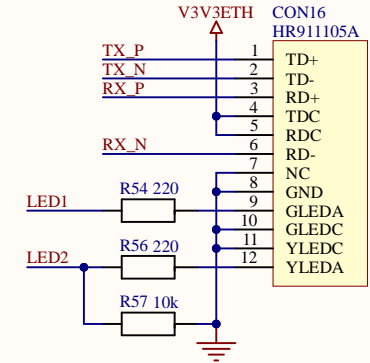 V3V3ETH CON16
HR911105A
TX_P 1 TD+
TX_N 2 TD-
RX_P 3 RD+
4 TDC
5 RDC
RX_N 6 RD-
7 NC
8 GND
R54 220
LED1 9 GLEDA
10 GLEDC
11 YLEDC
R56 220
LED2 12 YLEDA
R57 10k